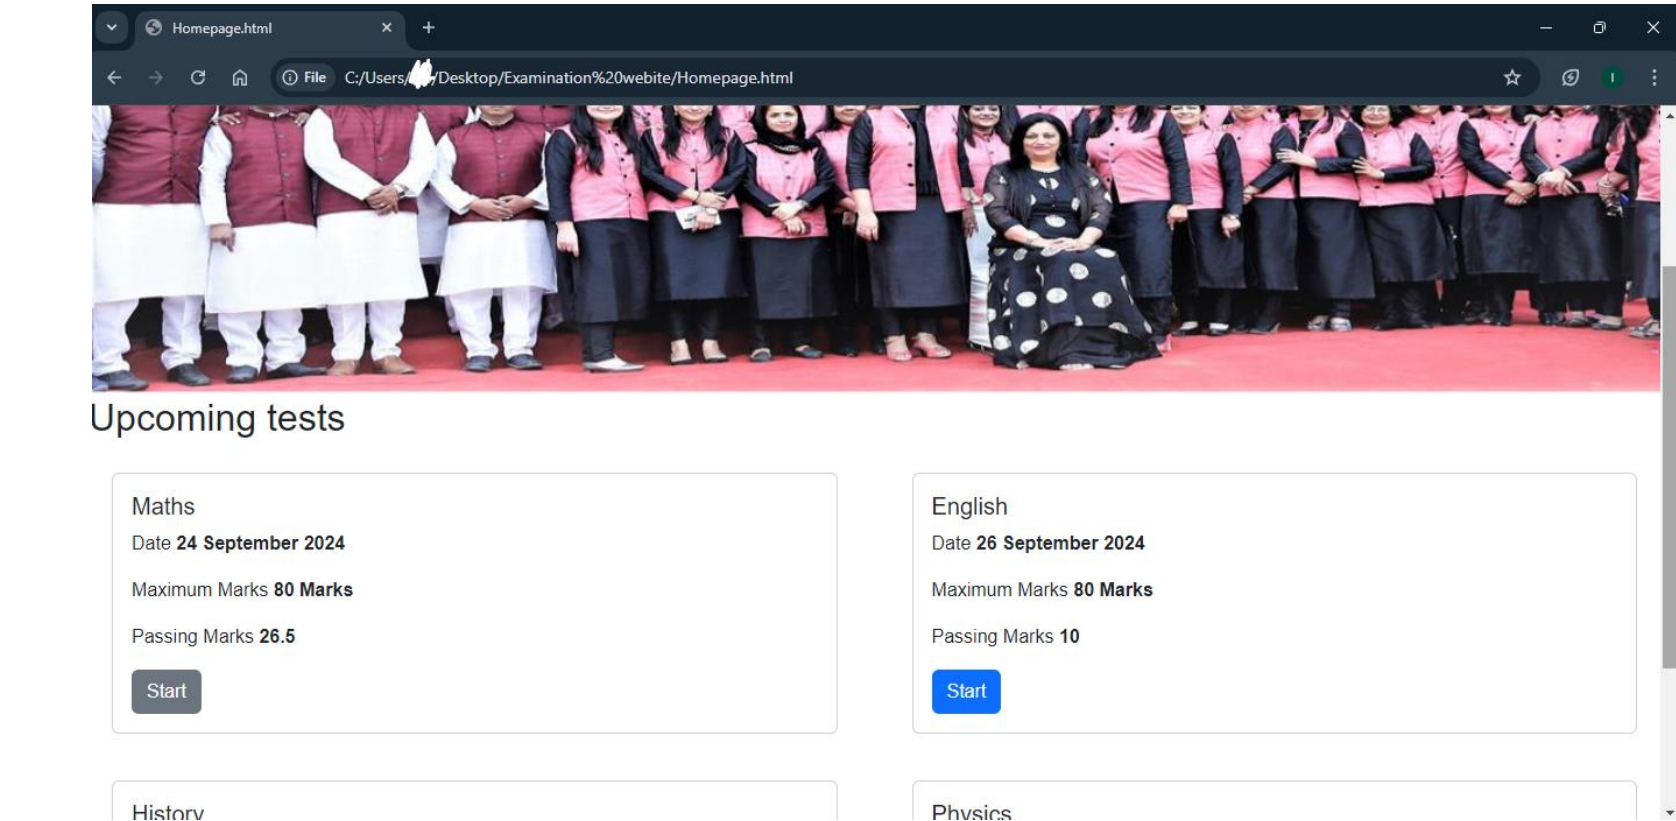 Homepage.html
File C:/Users/ /Desktop/Examination%20webite/Homepage.html
I
Upcoming tests
Maths
Date 24 September 2024
Maximum Marks 80 Marks
Passing Marks 26.5
Start
English
Date 26 September 2024
Maximum Marks 80 Marks
Passing Marks 10
Start
History
Physics